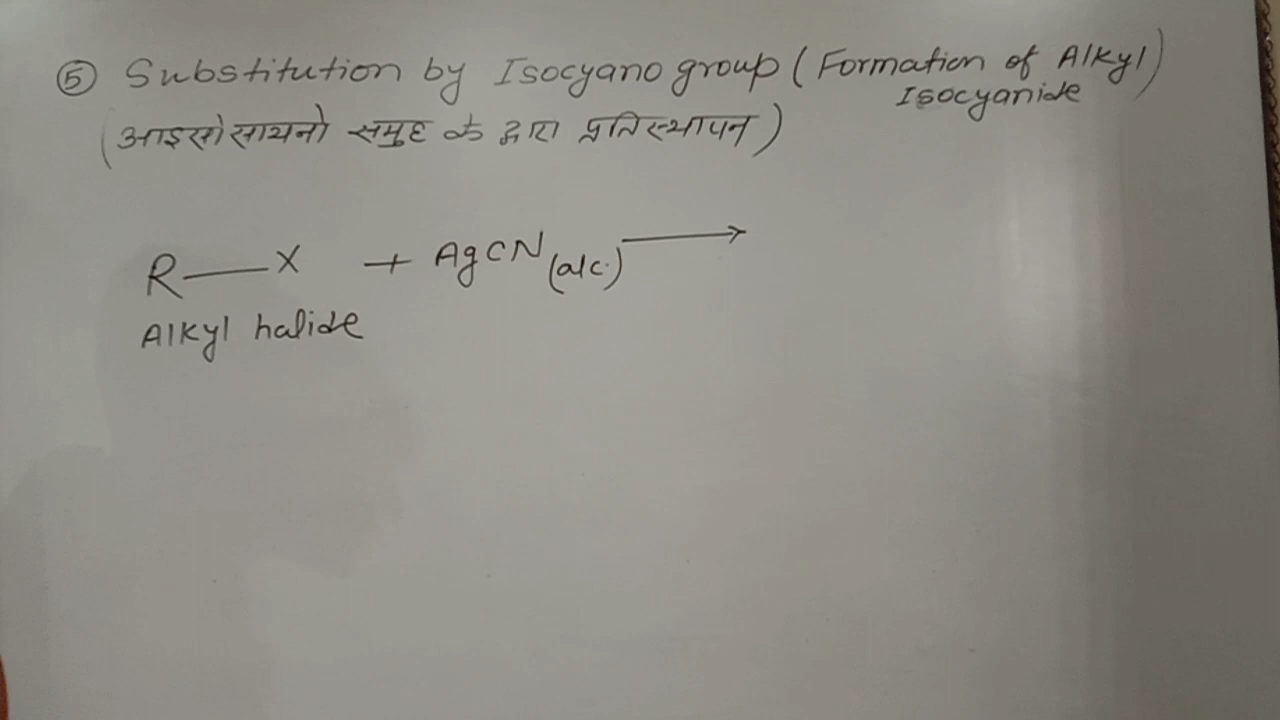 ⑤ Substitution by Isocyano group (Formation of Alkyl Isocyanide)
(आइसोसायनो समूह के द्वारा प्रतिस्थापन)
R — X + AgCN (alc.) →
Alkyl halide